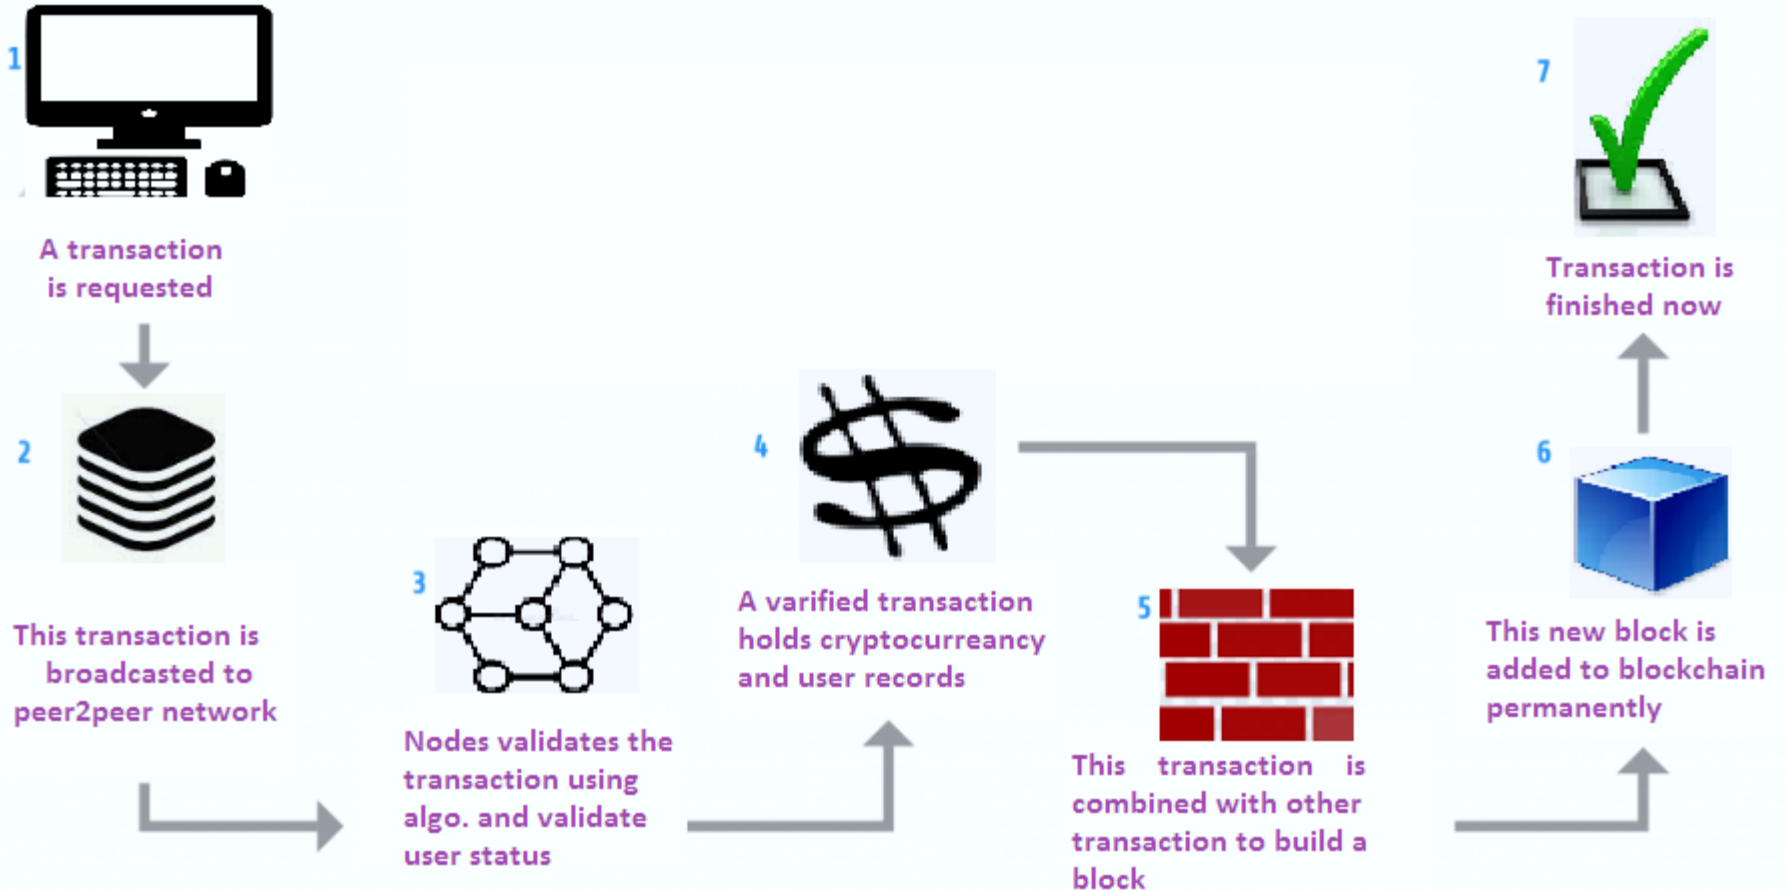 1
A transaction
is requested
2
This transaction is
broadcasted to
peer2peer network
3
Nodes validates the
transaction using
algo. and validate
user status
4
A varified transaction
holds cryptocurreancy
and user records
5
This transaction is
combined with other
transaction to build a
block
6
This new block is
added to blockchain
permanently
7
Transaction is
finished now